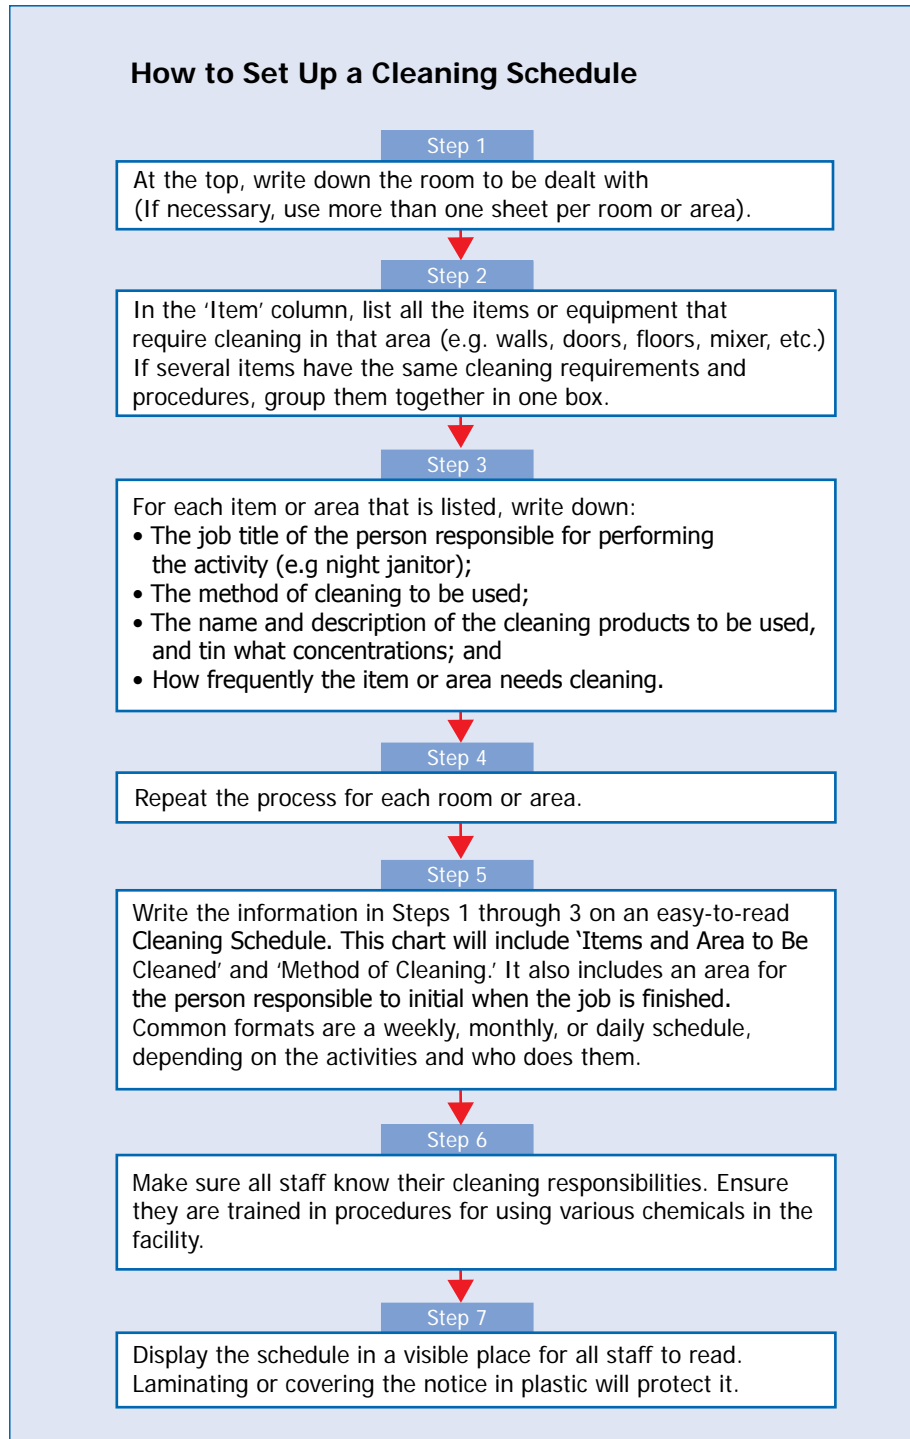 How to Set Up a Cleaning Schedule
Step 1
At the top, write down the room to be dealt with
(If necessary, use more than one sheet per room or area).
Step 2
In the ‘Item’ column, list all the items or equipment that
require cleaning in that area (e.g. walls, doors, floors, mixer, etc.)
If several items have the same cleaning requirements and
procedures, group them together in one box.
Step 3
For each item or area that is listed, write down:
• The job title of the person responsible for performing
the activity (e.g night janitor);
• The method of cleaning to be used;
• The name and description of the cleaning products to be used,
and tin what concentrations; and
• How frequently the item or area needs cleaning.
Step 4
Repeat the process for each room or area.
Step 5
Write the information in Steps 1 through 3 on an easy-to-read
Cleaning Schedule. This chart will include ‘Items and Area to Be
Cleaned’ and ‘Method of Cleaning.’ It also includes an area for
the person responsible to initial when the job is finished.
Common formats are a weekly, monthly, or daily schedule,
depending on the activities and who does them.
Step 6
Make sure all staff know their cleaning responsibilities. Ensure
they are trained in procedures for using various chemicals in the
facility.
Step 7
Display the schedule in a visible place for all staff to read.
Laminating or covering the notice in plastic will protect it.